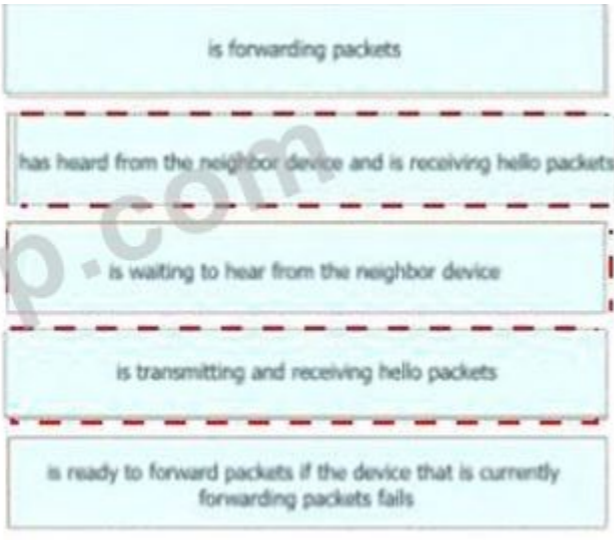 is forwarding packets
has heard from the neighbor device and is receiving hello packets
is waiting to hear from the neighbor device
p.com
is transmitting and receiving hello packets
is ready to forward packets if the device that is currently
forwarding packets fails